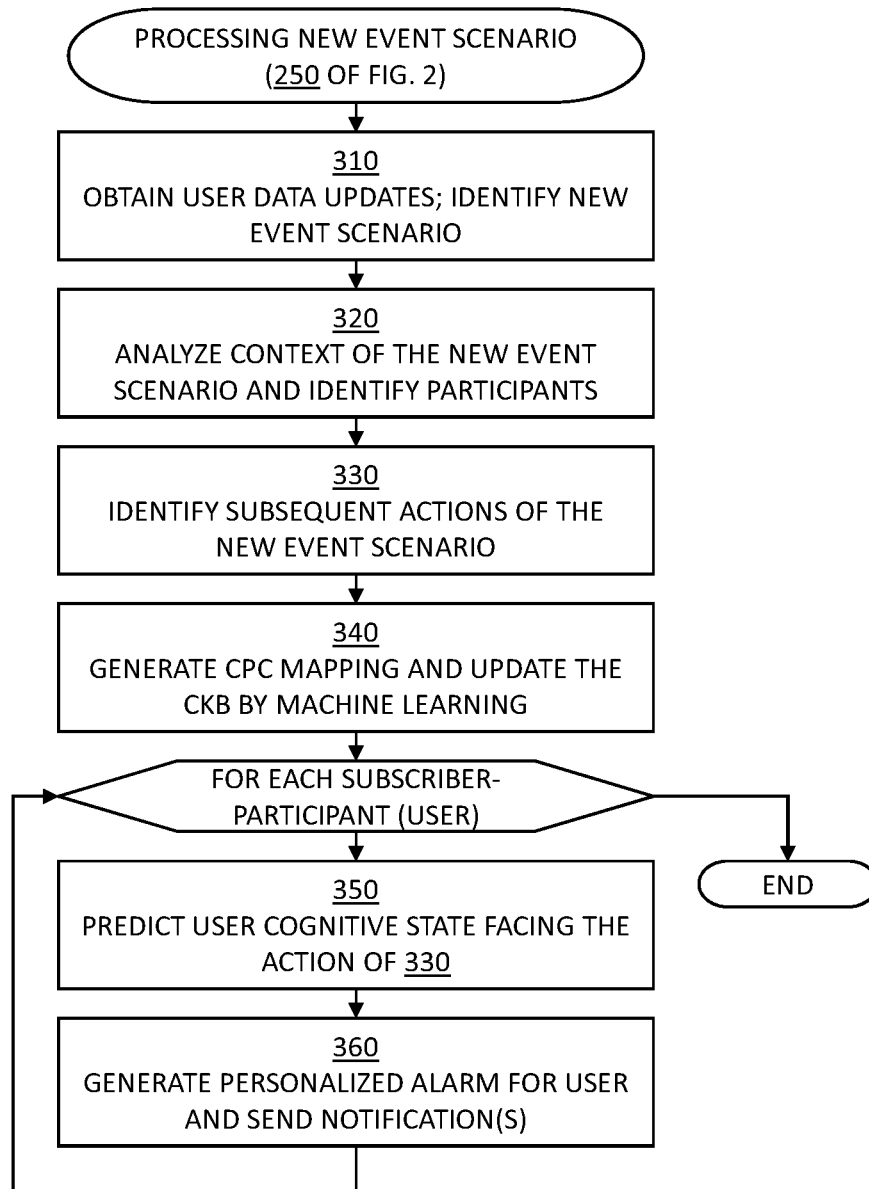 PROCESSING NEW EVENT SCENARIO
(250 OF FIG. 2)
310
OBTAIN USER DATA UPDATES; IDENTIFY NEW
EVENT SCENARIO
320
ANALYZE CONTEXT OF THE NEW EVENT
SCENARIO AND IDENTIFY PARTICIPANTS
330
IDENTIFY SUBSEQUENT ACTIONS OF THE
NEW EVENT SCENARIO
340
GENERATE CPC MAPPING AND UPDATE THE
CKB BY MACHINE LEARNING
FOR EACH SUBSCRIBER-
PARTICIPANT (USER)
350
PREDICT USER COGNITIVE STATE FACING THE
ACTION OF 330
END
360
GENERATE PERSONALIZED ALARM FOR USER
AND SEND NOTIFICATION(S)